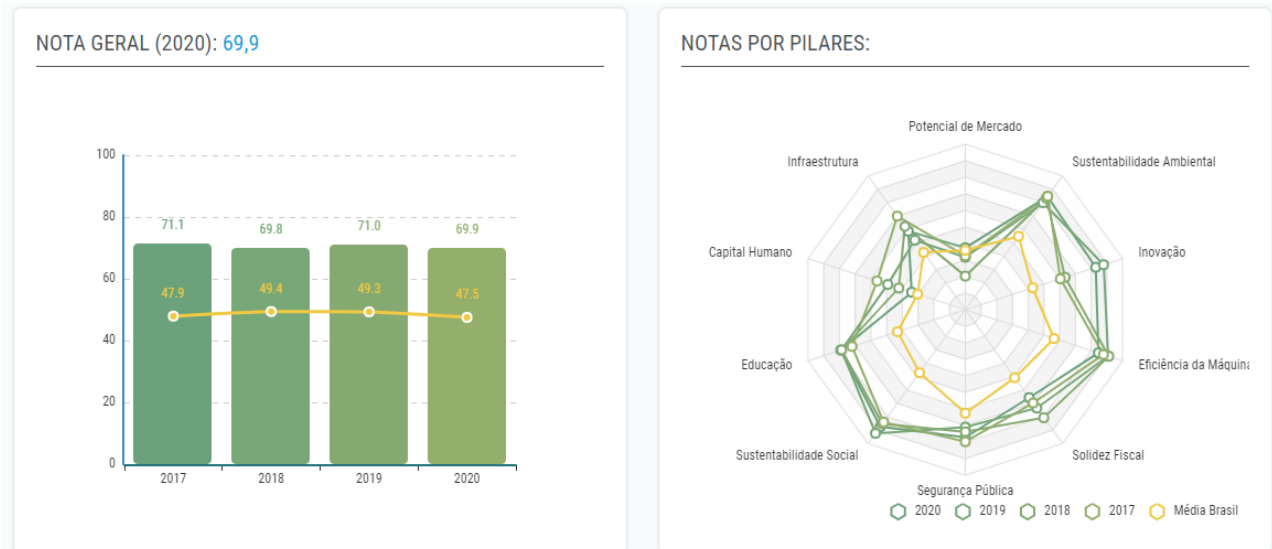 NOTA GERAL (2020): 69,9
100
80
60
40
20
0
71.1
69.8
71.0
69.9
47.9
49.4
49.3
47.5
2017
2018
2019
2020
NOTAS POR PILARES:
Potencial de Mercado
Infraestrutura
Sustentabilidade Ambiental
Capital Humano
Inovação
Educação
Eficiência da Máquina
Sustentabilidade Social
Solidez Fiscal
Segurança Pública
2020 2019 2018 2017 Média Brasil